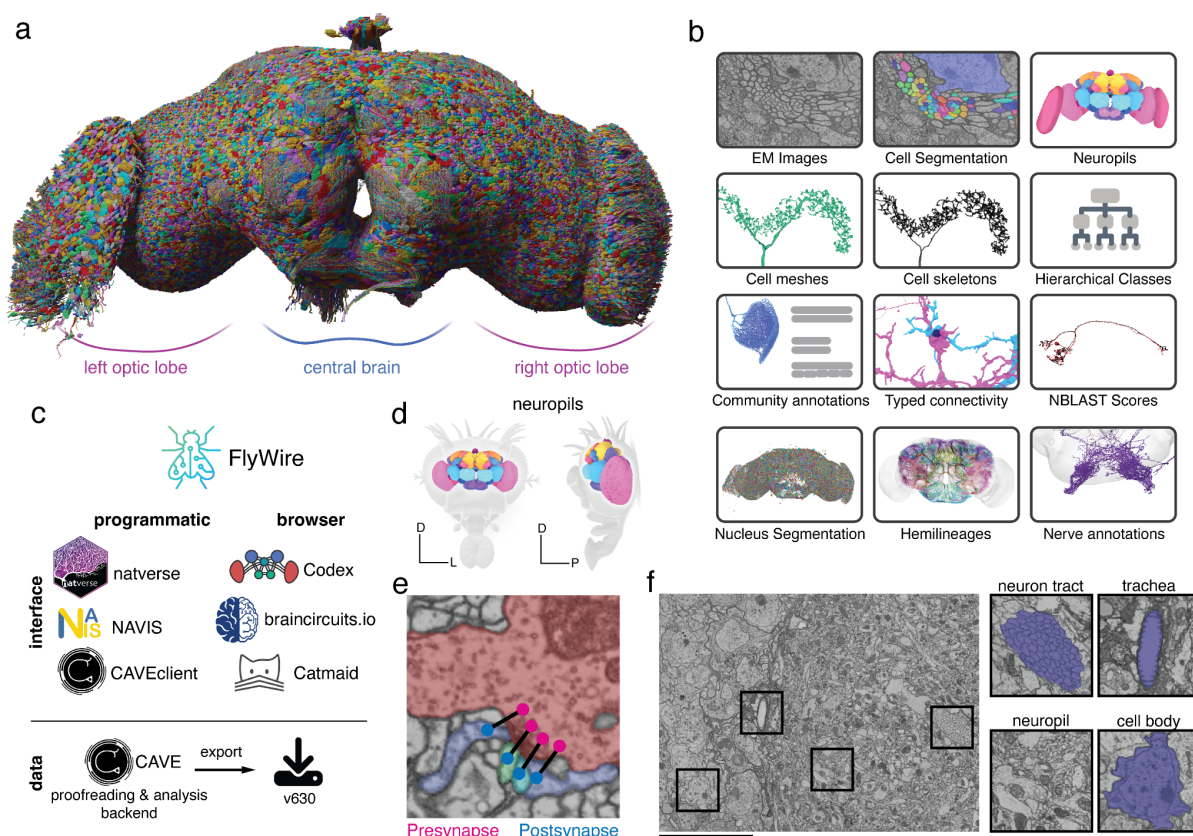 a
left optic lobe
central brain
right optic lobe
b
EM Images
Cell Segmentation
Neuropils
Cell meshes
Cell skeletons
Hierarchical Classes
Community annotations
Typed connectivity
NBLAST Scores
Nucleus Segmentation
Hemilineages
Nerve annotations
c
FlyWire
programmatic
browser
interface
natverse
natverse
Codex
NAVIS
NAVIS
braincircuits.io
CAVEclient
Catmaid
data
CAVE
export
proofreading & analysis
backend
v630
d
neuropils
D
L
D
P
e
Presynapse
Postsynapse
f
neuron tract
trachea
neuropil
cell body